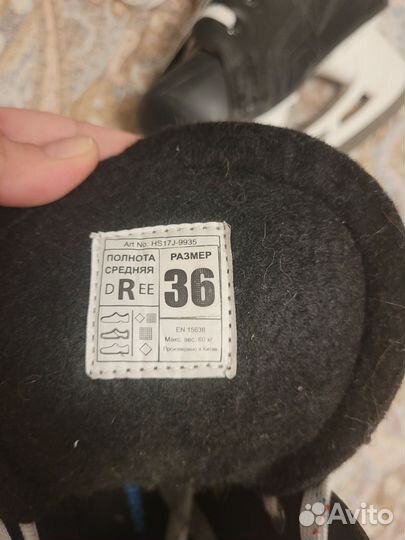 Art No: HS17J-9935
ПОЛНОТА
СРЕДНЯЯ
D R EE
РАЗМЕР
36
EN 15638
Макс. вес: 60 кг
Произведено в Китае
Avito